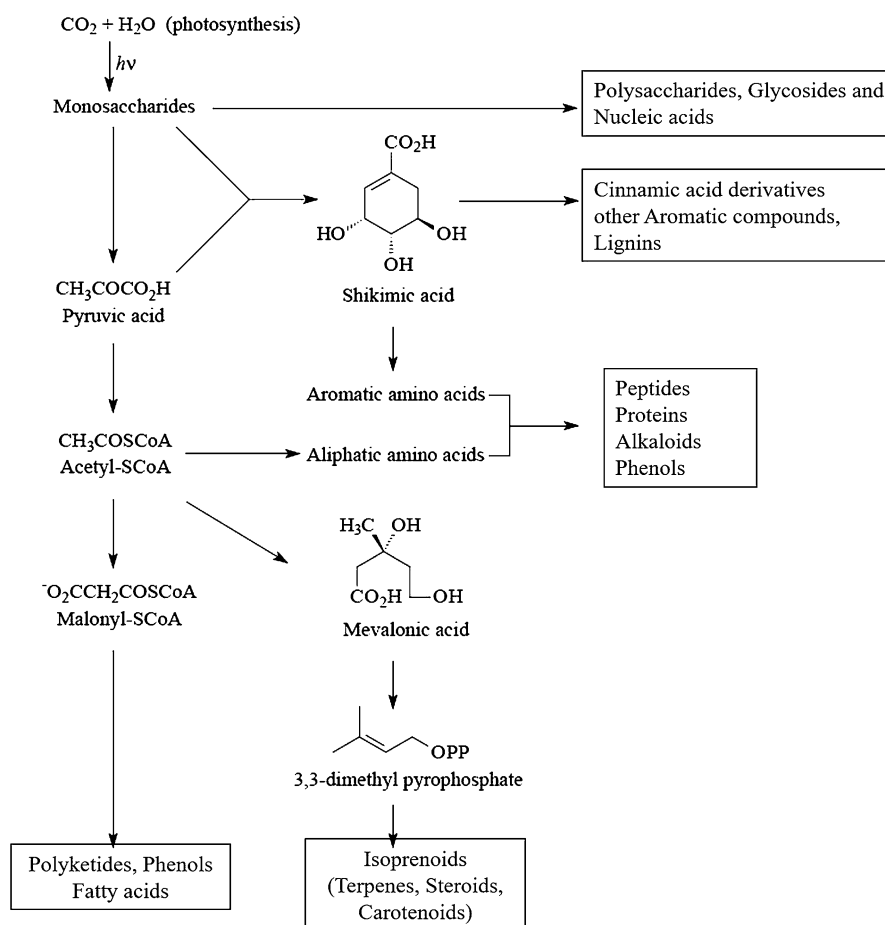 CO2 + H2O (photosynthesis)
hν
Monosaccharides
Polysaccharides, Glycosides and
Nucleic acids
CO2H
HO
OH
OH
Shikimic acid
Cinnamic acid derivatives
other Aromatic compounds,
Lignins
CH3COCO2H
Pyruvic acid
Aromatic amino acids
Peptides
Proteins
Alkaloids
Phenols
CH3COSCoA
Acetyl-SCoA
Aliphatic amino acids
H3C OH
CO2H OH
Mevalonic acid
-O2CCH2COSCoA
Malonyl-SCoA
OPP
3,3-dimethyl pyrophosphate
Polyketides, Phenols
Fatty acids
Isoprenoids
(Terpenes, Steroids,
Carotenoids)